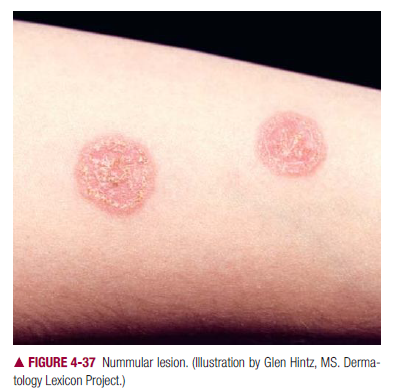 ▲ FIGURE 4-37 Nummular lesion. (Illustration by Glen Hintz, MS. Derma-
tology Lexicon Project.)